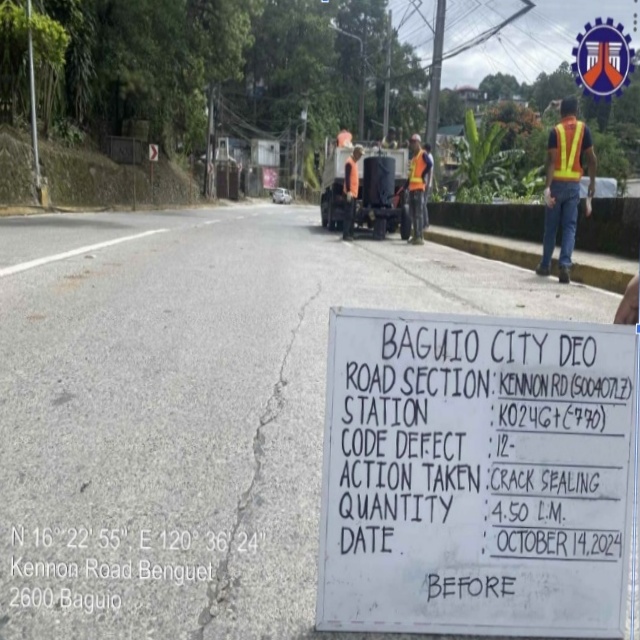 BAGUIO CITY DEO
ROAD SECTION: KENNON RD (S00407LZ)
STATION : K0246+(-770)
CODE DEFECT : 12-
ACTION TAKEN: CRACK SEALING
QUANTITY : 4.50 L.M.
DATE : OCTOBER 14, 2024
BEFORE
N 16° 22' 55" E 120° 36' 24"
Kennon Road Benguet
2600 Baguio